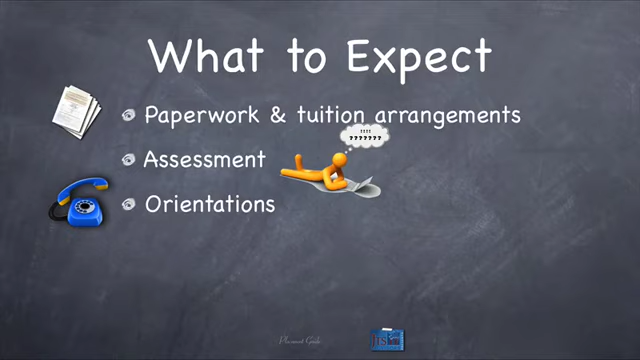 What to Expect
Paperwork & tuition arrangements
!!!!
???????
Assessment
Orientations